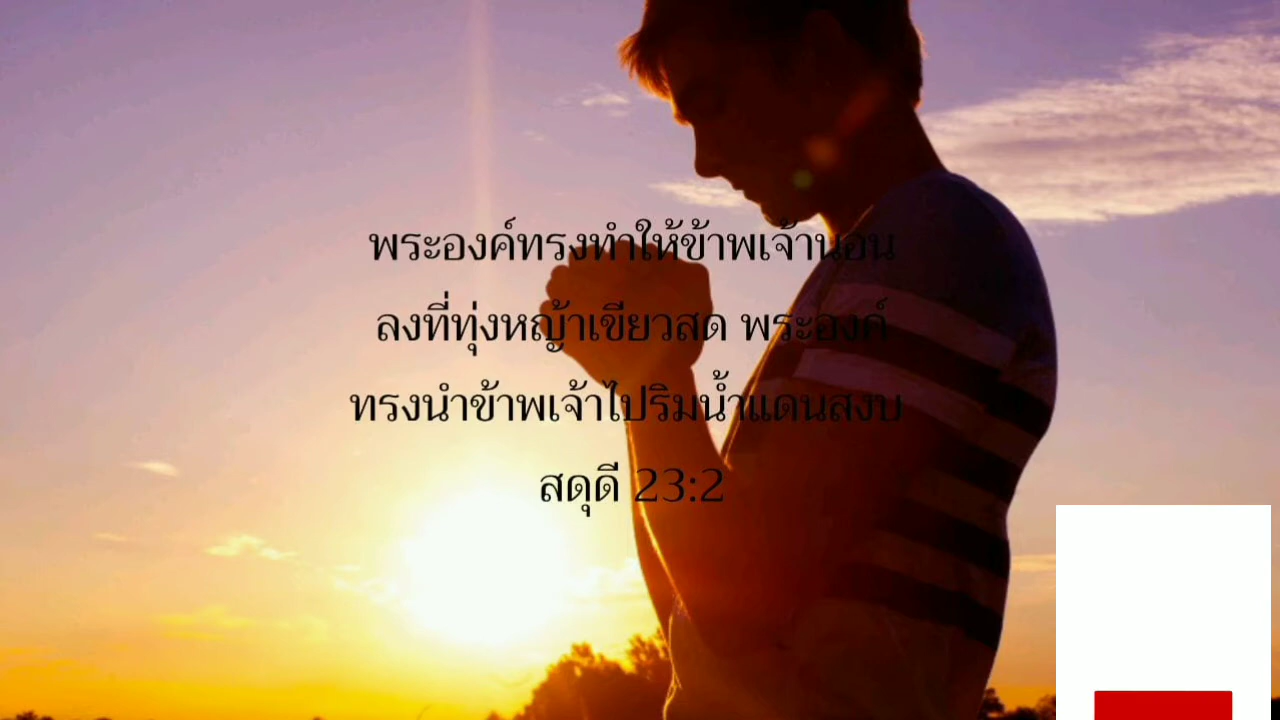 พระองค์ทรงทำให้ข้าพเจ้านอน
ลงที่ทุ่งหญ้าเขียวสด พระองค์
ทรงนำข้าพเจ้าไปริมน้ำแดนสงบ
สดุดี 23:2